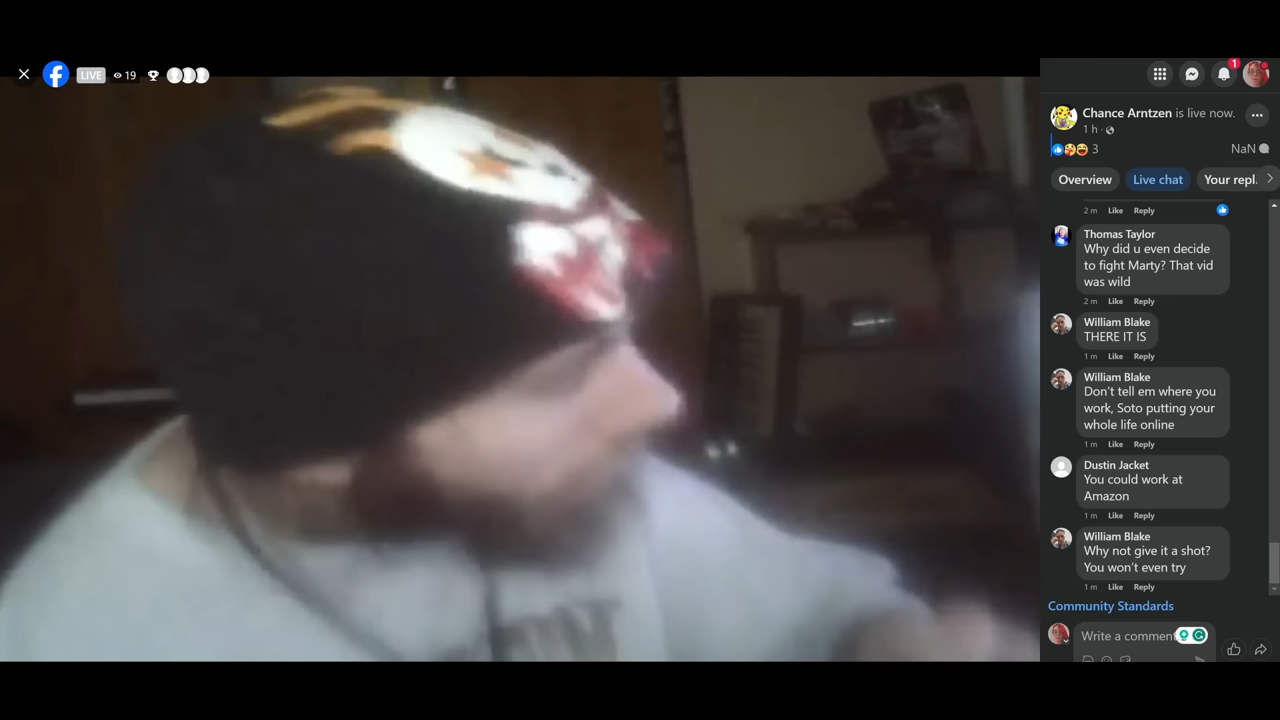 LIVE 19
1
Chance Arntzen is live now.
1 h ·
3
NaN
Overview
Live chat
Your repl.
2 m Like Reply
Thomas Taylor
Why did u even decide
to fight Marty? That vid
was wild
2 m Like Reply
William Blake
THERE IT IS
1 m Like Reply
William Blake
Don't tell em where you
work, Soto putting your
whole life online
1 m Like Reply
Dustin Jacket
You could work at
Amazon
1 m Like Reply
William Blake
Why not give it a shot?
You won't even try
1 m Like Reply
Community Standards
Write a comment